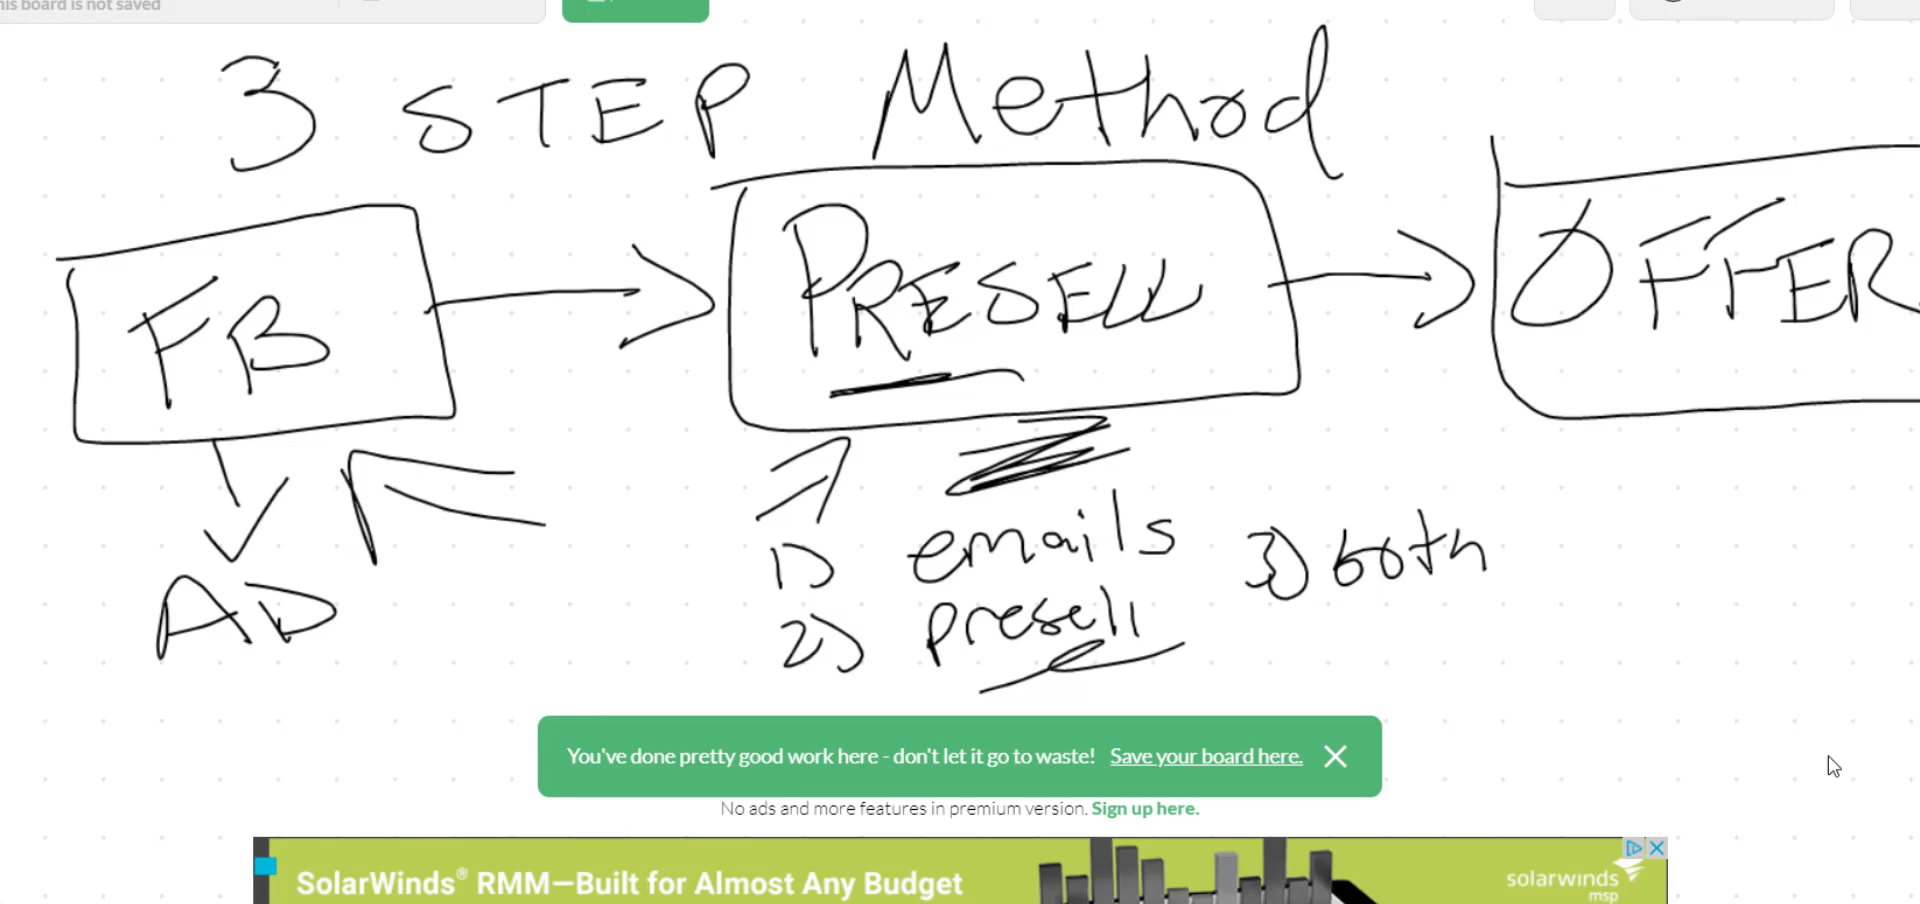 his board is not saved
3 STEP Method
FB
PRESELL
OFFER
AD
1) emails
2) presell
3) both
You've done pretty good work here - don't let it go to waste! Save your board here.
No ads and more features in premium version. Sign up here.
SolarWinds® RMM—Built for Almost Any Budget
solarwinds
msp